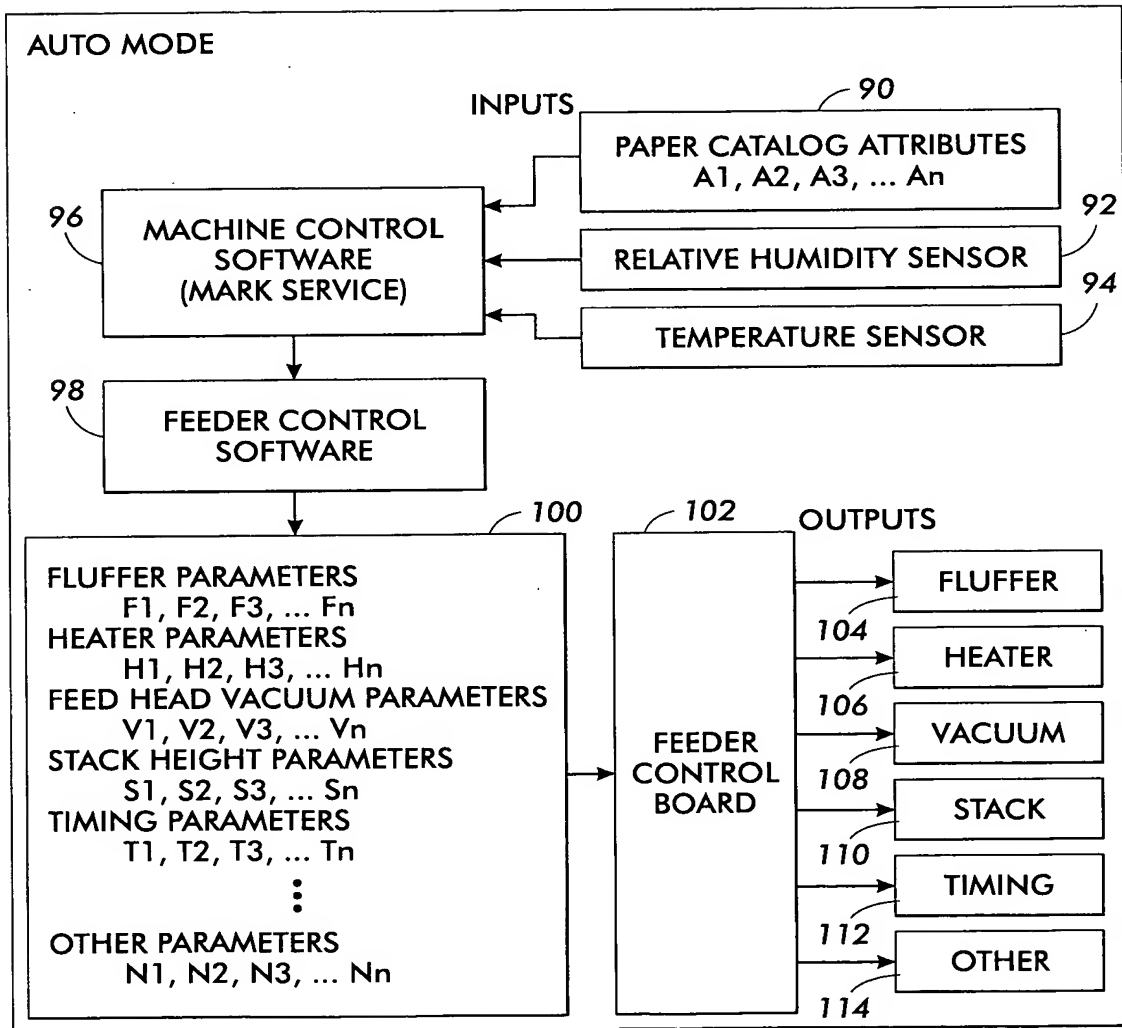 AUTO MODE
INPUTS
90
PAPER CATALOG ATTRIBUTES
A1, A2, A3, ... An
96
MACHINE CONTROL
SOFTWARE
(MARK SERVICE)
92
RELATIVE HUMIDITY SENSOR
94
TEMPERATURE SENSOR
98
FEEDER CONTROL
SOFTWARE
100
FLUFFER PARAMETERS
F1, F2, F3, ... Fn
HEATER PARAMETERS
H1, H2, H3, ... Hn
FEED HEAD VACUUM PARAMETERS
V1, V2, V3, ... Vn
STACK HEIGHT PARAMETERS
S1, S2, S3, ... Sn
TIMING PARAMETERS
T1, T2, T3, ... Tn
⋮
OTHER PARAMETERS
N1, N2, N3, ... Nn
102
FEEDER
CONTROL
BOARD
OUTPUTS
FLUFFER
104
HEATER
106
VACUUM
108
STACK
110
TIMING
112
OTHER
114